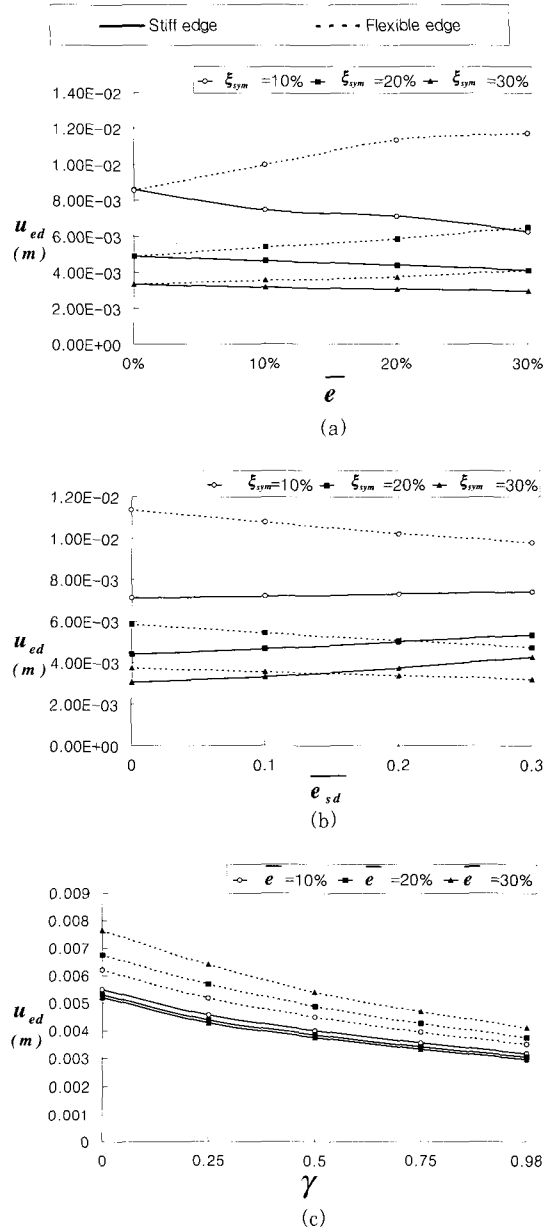 Stiff edge Flexible edge
ξsym =10% ξsym =20% ξsym =30%
1.40E-02
1.20E-02
1.00E-02
8.00E-03
6.00E-03
4.00E-03
2.00E-03
0.00E+00
u ed
(m)
0% 10% 20% 30%
e
(a)
ξsym=10% ξsym =20% ξsym =30%
1.20E-02
1.00E-02
8.00E-03
6.00E-03
4.00E-03
2.00E-03
0.00E+00
u ed
(m)
0 0.1 0.2 0.3
e sd
(b)
e =10% e =20% e =30%
0.009
0.008
0.007
0.006
0.005
0.004
0.003
0.002
0.001
0
u ed
(m)
0 0.25 0.5 0.75 0.98
γ
(c)